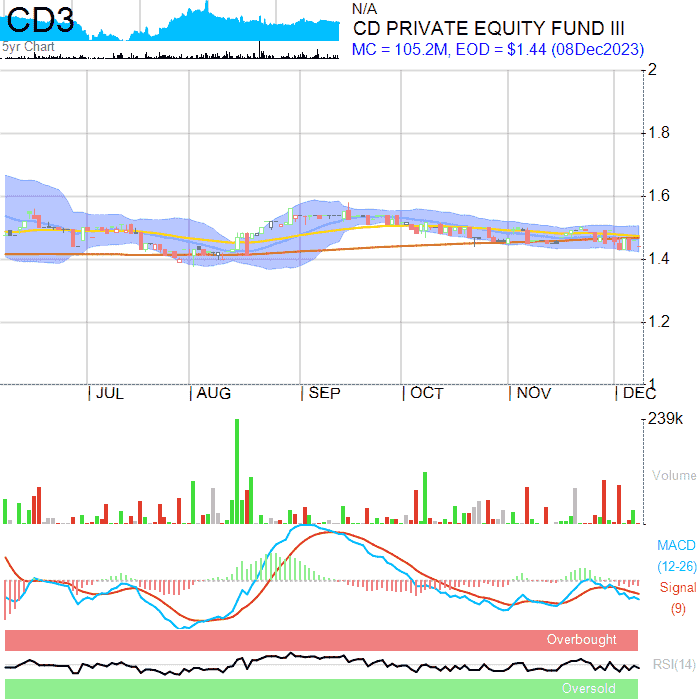 CD3
5yr Chart
N/A
CD PRIVATE EQUITY FUND III
MC = 105.2M, EOD = $1.44 (08Dec2023)
2
1.8
1.6
1.4
1.2
1
JUL AUG SEP OCT NOV DEC
239k
Volume
MACD
(12-26)
Signal
(9)
Overbought
RSI(14)
Oversold